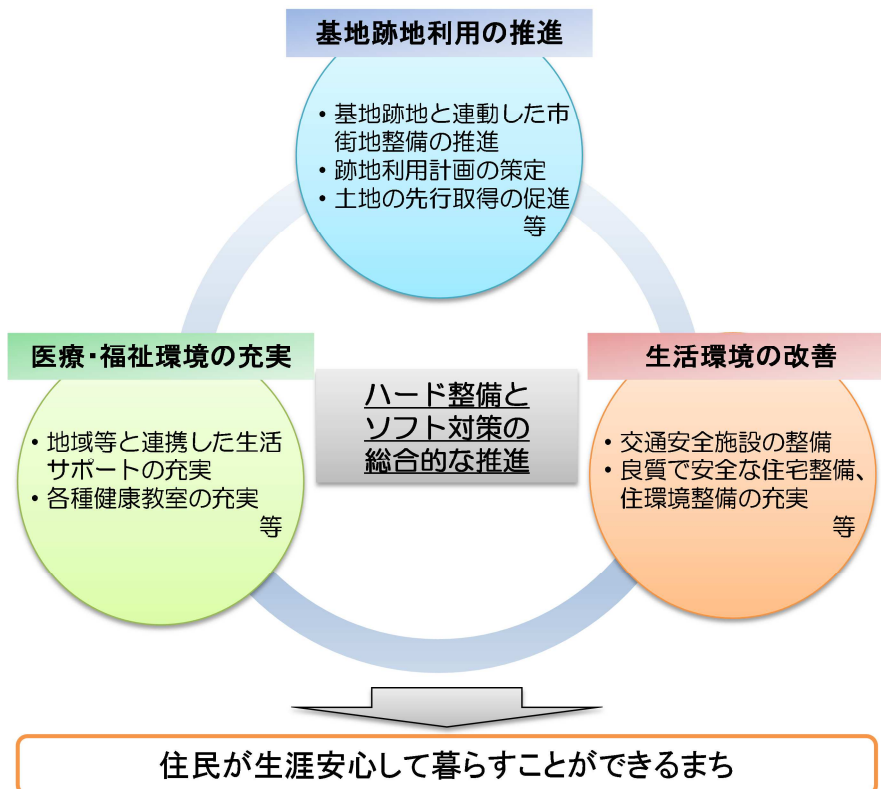 基地跡地利用の推進
• 基地跡地と連動した市
街地整備の推進
• 跡地利用計画の策定
• 土地の先行取得の促進
等
医療・福祉環境の充実
• 地域等と連携した生活
サポートの充実
• 各種健康教室の充実
等
ハード整備と
ソフト対策の
総合的な推進
生活環境の改善
• 交通安全施設の整備
• 良質で安全な住宅整備、
住環境整備の充実
等
住民が生涯安心して暮らすことができるまち